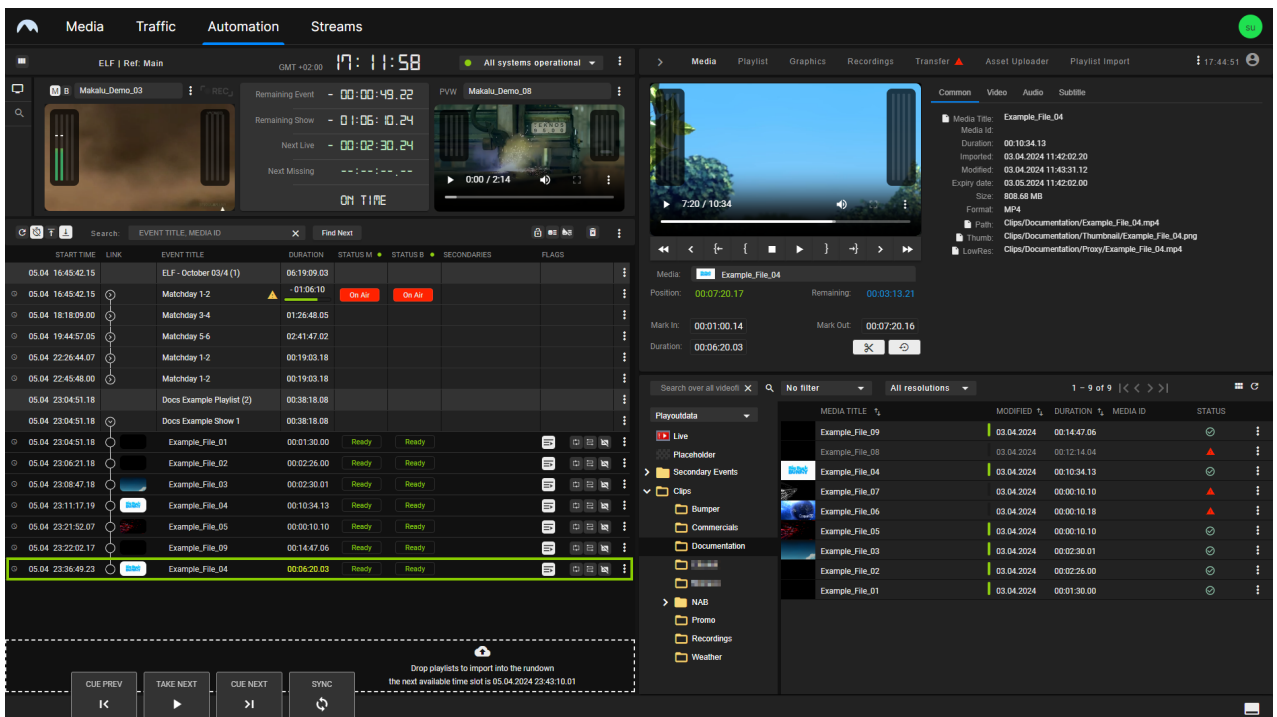 Media Traffic Automation Streams SU
ELF | Ref: Main GMT +02:00 17:11:58 All systems operational
M B Makalu_Demo_03 REC
Remaining Event - 00:00:49.22
Remaining Show - 01:06:10.24
Next Live - 00:02:30.24
Next Missing --:--:--.--
ON TIME
PVW Makalu_Demo_08
TEKNOS
0:00 / 2:14
Search: EVENT TITLE, MEDIA ID Find Next
START TIME LINK EVENT TITLE DURATION STATUS M STATUS B SECONDARIES FLAGS
05.04 16:45:42.15 ELF - October 03/4 (1) 06:19:09.03
05.04 16:45:42.15 Matchday 1-2 - 01:06:10 On Air On Air
05.04 18:18:09.00 Matchday 3-4 01:26:48.05
05.04 19:44:57.05 Matchday 5-6 02:41:47.02
05.04 22:26:44.07 Matchday 1-2 00:19:03.18
05.04 22:45:48.00 Matchday 1-2 00:19:03.18
05.04 23:04:51.18 Docs Example Playlist (2) 00:38:18.08
05.04 23:04:51.18 Docs Example Show 1 00:38:18.08
05.04 23:04:51.18 Example_File_01 00:01:30.00 Ready Ready
05.04 23:06:21.18 Example_File_02 00:02:26.00 Ready Ready
05.04 23:08:47.18 Example_File_03 00:02:30.01 Ready Ready
05.04 23:11:17.19 Example_File_04 00:10:34.13 Ready Ready
05.04 23:21:52.07 Example_File_05 00:00:10.10 Ready Ready
05.04 23:22:02.17 Example_File_09 00:14:47.06 Ready Ready
05.04 23:36:49.23 Example_File_04 00:06:20.03 Ready Ready
Drop playlists to import into the rundown
the next available time slot is 05.04.2024 23:43:10.01
CUE PREV TAKE NEXT CUE NEXT SYNC
Media Playlist Graphics Recordings Transfer Asset Uploader Playlist Import 17:44:51
7:20 / 10:34
Media: Example_File_04
Position: 00:07:20.17 Remaining: 00:03:13.21
Mark In: 00:01:00.14 Mark Out: 00:07:20.16
Duration: 00:06:20.03
Common Video Audio Subtitle
Media Title: Example_File_04
Media Id:
Duration: 00:10:34.13
Imported: 03.04.2024 11:42:02.20
Modified: 03.04.2024 11:43:31.12
Expiry date: 03.05.2024 11:42:02.00
Size: 808.68 MB
Format: MP4
Path: Clips/Documentation/Example_File_04.mp4
Thumb: Clips/Documentation/Thumbnail/Example_File_04.png
LowRes: Clips/Documentation/Proxy/Example_File_04.mp4
Search over all videofi No filter All resolutions 1 – 9 of 9
Playoutdata
Live
Placeholder
Secondary Events
Clips
Bumper
Commercials
Documentation
NAB
Promo
Recordings
Weather
MEDIA TITLE MODIFIED DURATION MEDIA ID STATUS
Example_File_09 03.04.2024 00:14:47.06
Example_File_08 03.04.2024 00:12:14.04
Example_File_04 03.04.2024 00:10:34.13
Example_File_07 03.04.2024 00:00:10.10
Example_File_06 03.04.2024 00:00:10.18
Example_File_05 03.04.2024 00:00:10.10
Example_File_03 03.04.2024 00:02:30.01
Example_File_02 03.04.2024 00:02:26.00
Example_File_01 03.04.2024 00:01:30.00